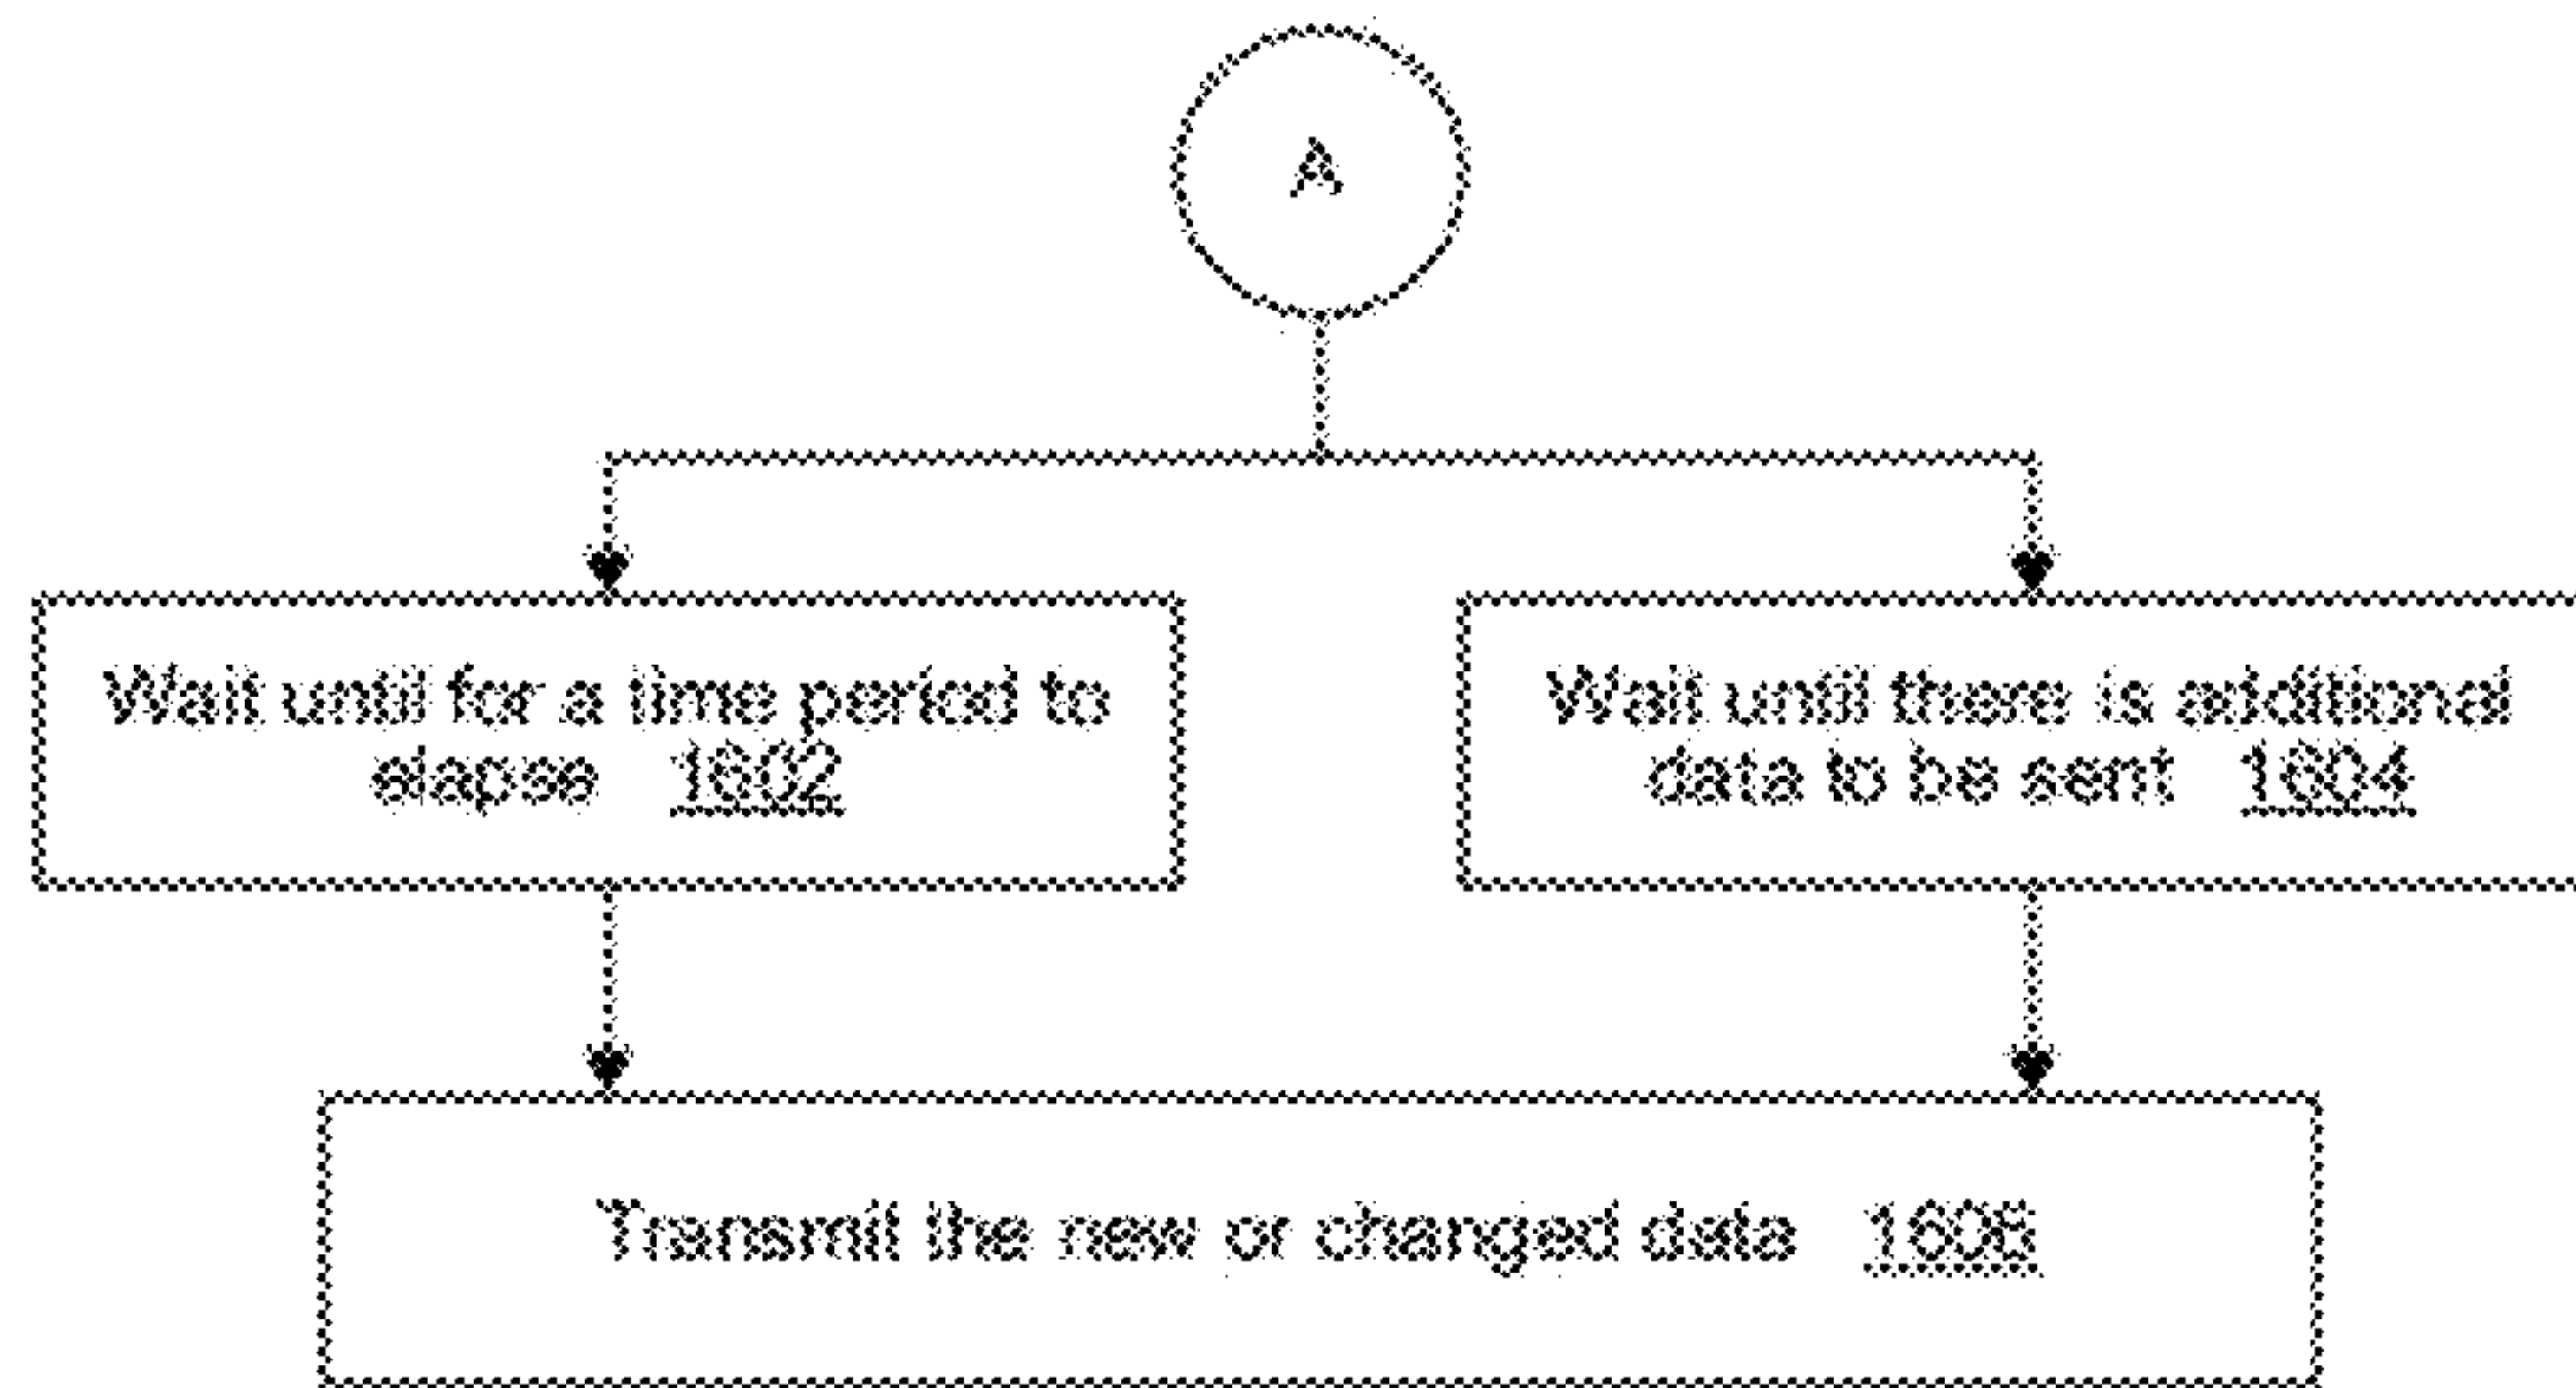 A
Wait until for a time period to
elapse 1602
Wait until there is additional
data to be sent 1604
Transmit the new or changed data 1606